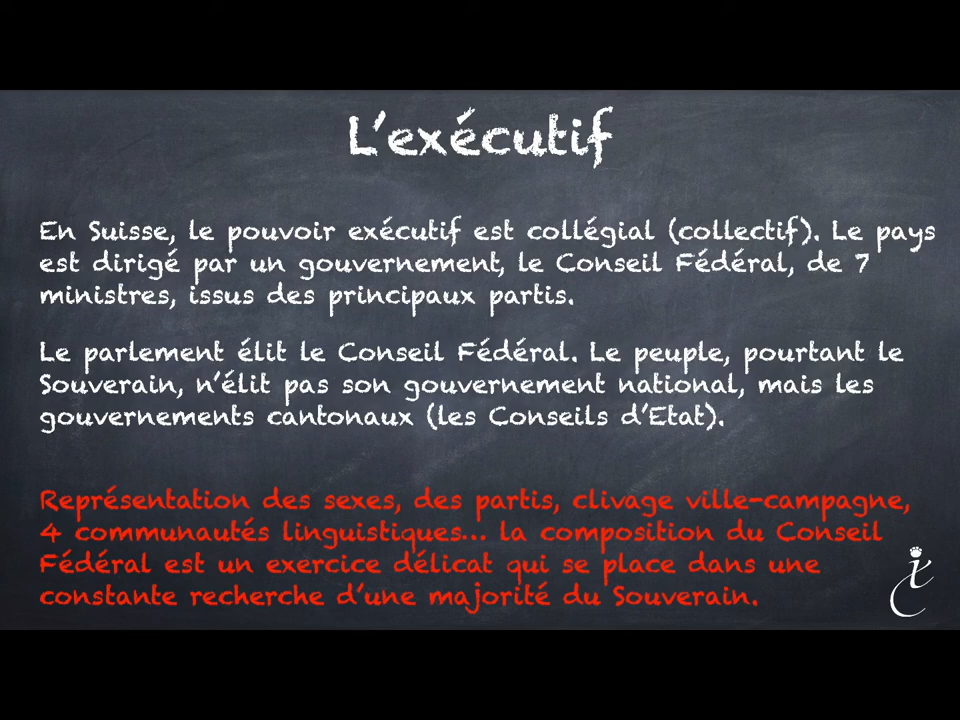 L'exécutif
En Suisse, le pouvoir exécutif est collégial (collectif). Le pays
est dirigé par un gouvernement, le Conseil Fédéral, de 7
ministres, issus des principaux partis.
Le parlement élit le Conseil Fédéral. Le peuple, pourtant le
Souverain, n'élit pas son gouvernement national, mais les
gouvernements cantonaux (les Conseils d'Etat).
Représentation des sexes, des partis, clivage ville-campagne,
4 communautés linguistiques... la composition du Conseil
Fédéral est un exercice délicat qui se place dans une
constante recherche d'une majorité du Souverain.